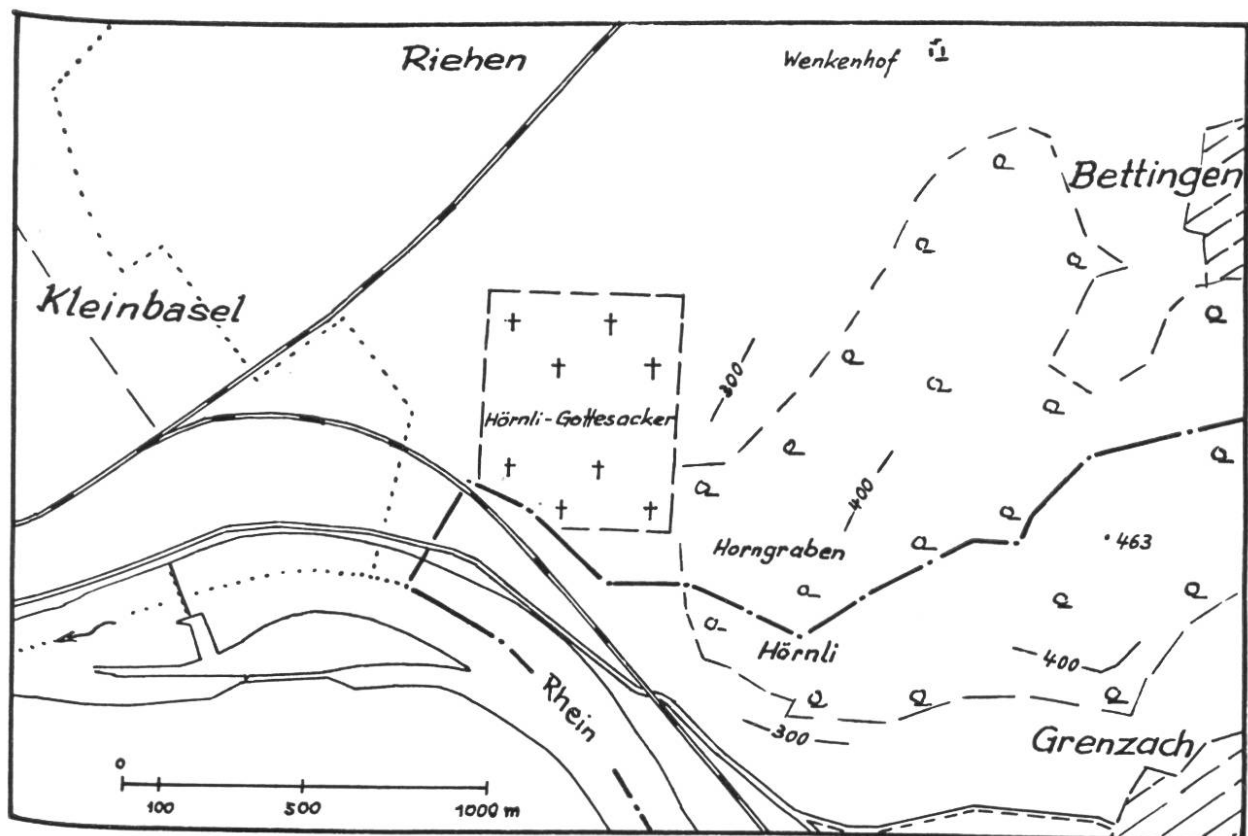 Riehen
Wenkenhof
Bettingen
Kleinbasel
300
Hörnli-Gottesacker
400
Horngraben
463
Hörnli
400
Rhein
300
Grenzach
0
100 500 1000 m